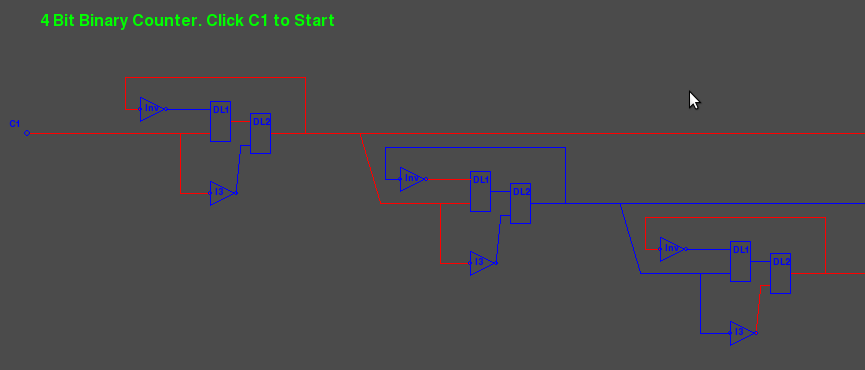 4 Bit Binary Counter. Click C1 to Start
C1
Inv
DL1
DL2
I3
Inv
DL1
DL2
I3
Inv
DL1
DL2
I3